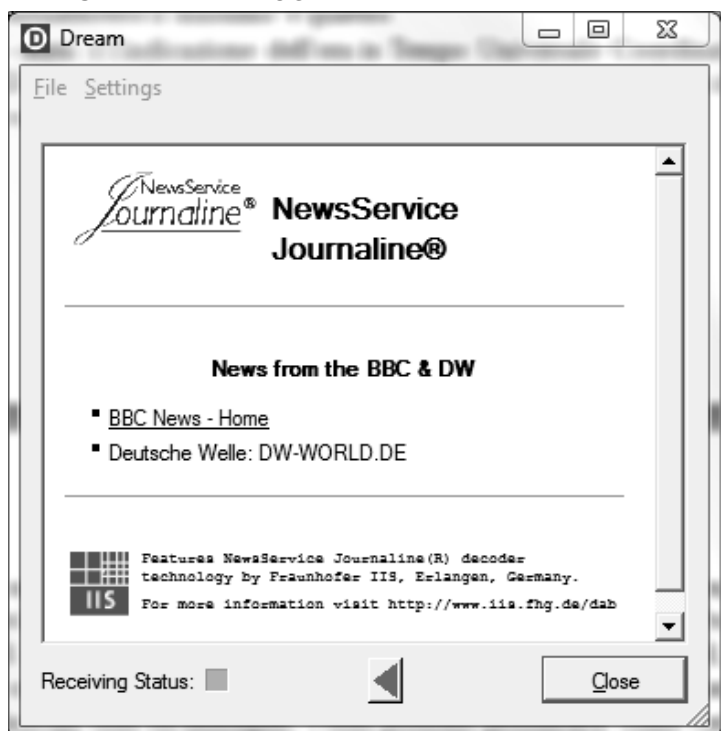 Dream
File Settings
NewsService
Journaline®
NewsService
Journaline®
News from the BBC & DW
BBC News - Home
Deutsche Welle: DW-WORLD.DE
Features NewsService Journaline(R) decoder
technology by Fraunhofer IIS, Erlangen, Germany.
IIS
For more information visit http://www.iis.fhg.de/dab
Receiving Status:
Close